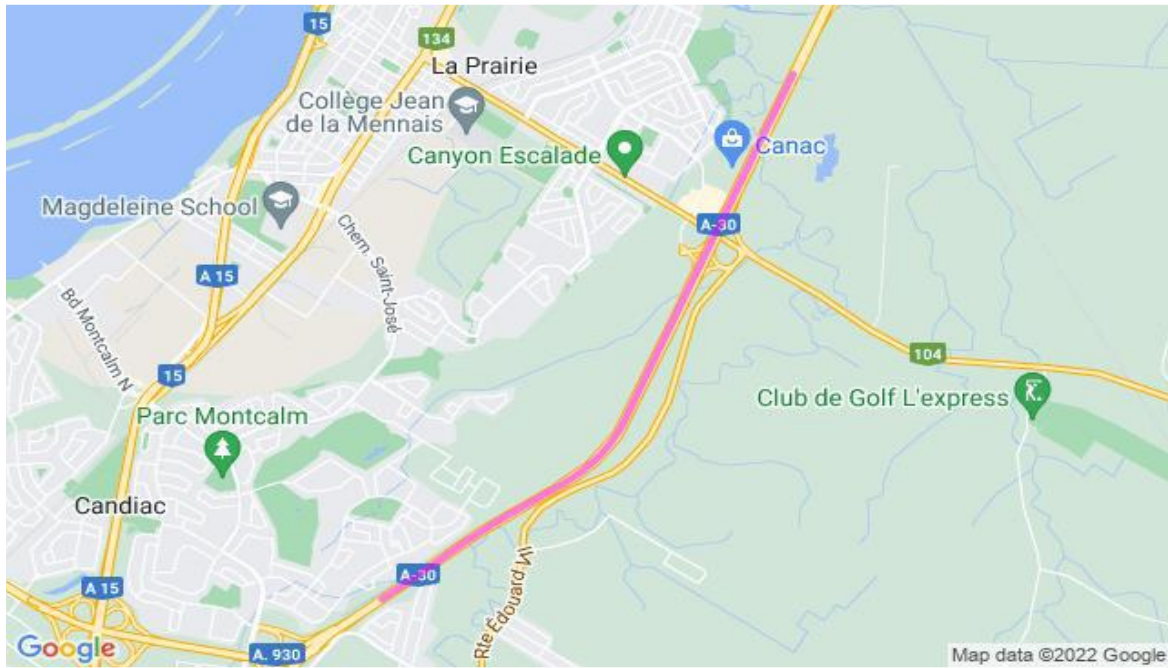 15
134
La Prairie
Collège Jean
de la Mennais
Canyon Escalade
Canac
Magdeleine School
A-30
Chem. Saint-José
A 15
Bd Montcalm N
104
15
Club de Golf L'express
Parc Montcalm
Candiac
A-30
A 15
Rte Édouard VII
A. 930
Google
Map data ©2022 Google